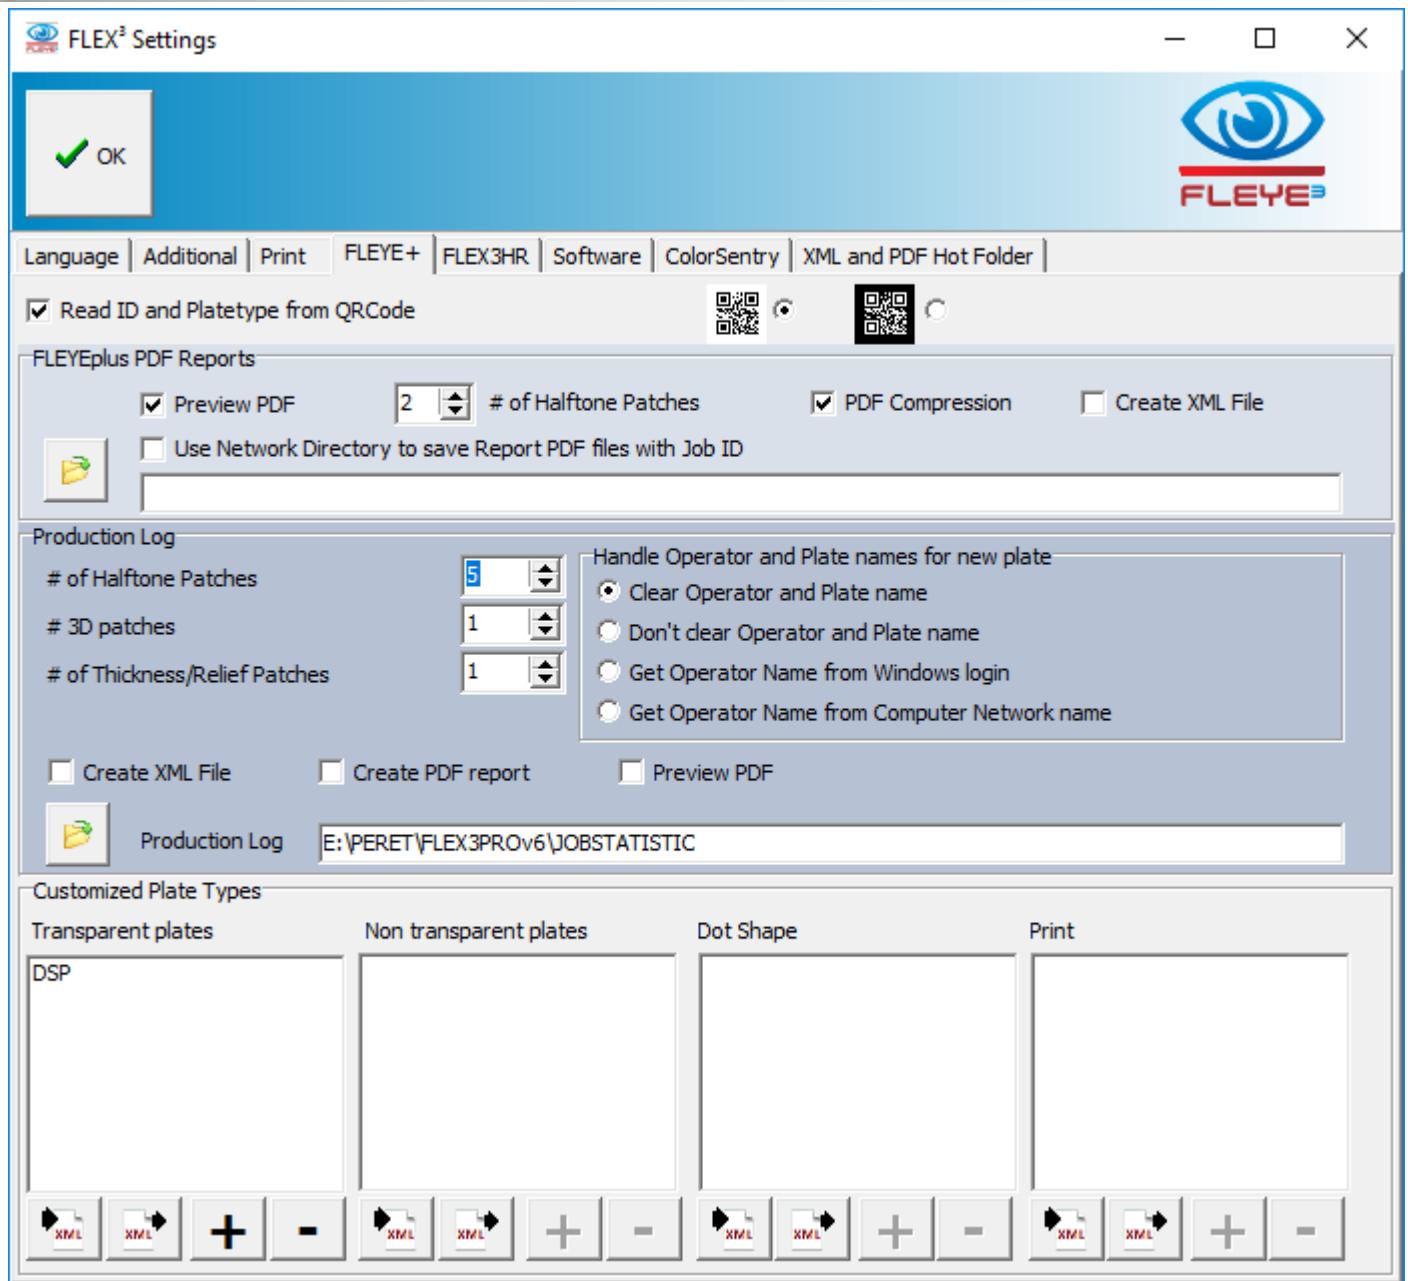 FLEX³ Settings
OK
FLEYE³
Language Additional Print FLEYE+ FLEX3HR Software ColorSentry XML and PDF Hot Folder
Read ID and Platetype from QRCode
FLEYEplus PDF Reports
Preview PDF 2 # of Halftone Patches PDF Compression Create XML File
Use Network Directory to save Report PDF files with Job ID
Production Log
Handle Operator and Plate names for new plate
# of Halftone Patches 5
Clear Operator and Plate name
# 3D patches 1
Don't clear Operator and Plate name
# of Thickness/Relief Patches 1
Get Operator Name from Windows login
Get Operator Name from Computer Network name
Create XML File Create PDF report Preview PDF
Production Log E:\PERET\FLEX3PROv6\JOBSTATISTIC
Customized Plate Types
Transparent plates Non transparent plates Dot Shape Print
DSP
XML XML + - XML XML + - XML XML + - XML XML + -